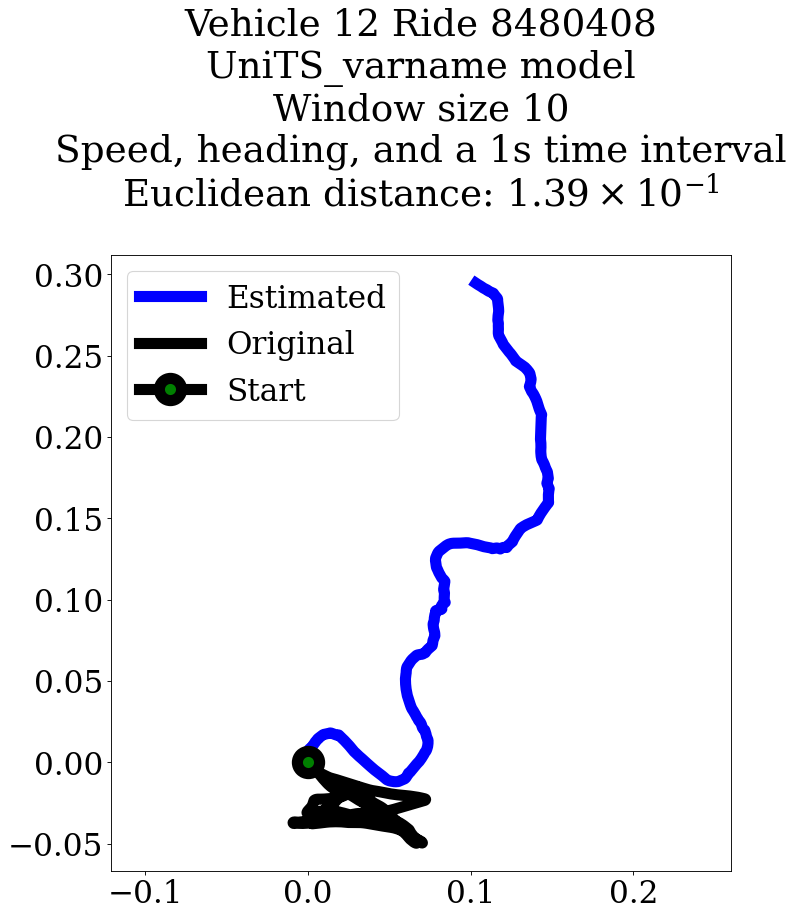 Vehicle 12 Ride 8480408
UniTS_varname model
Window size 10
Speed, heading, and a 1s time interval
Euclidean distance: 1.39 × 10⁻¹
Estimated
Original
Start
0.30
0.25
0.20
0.15
0.10
0.05
0.00
−0.05
−0.1 0.0 0.1 0.2